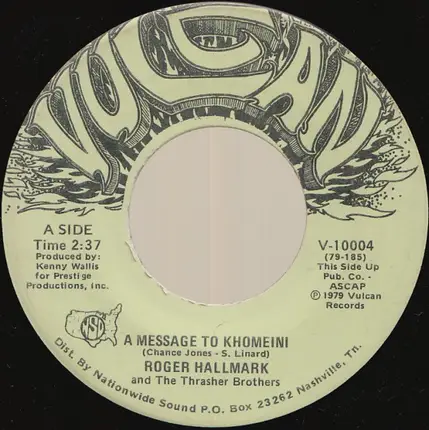 VULCAN
A SIDE
Time 2:37
Produced by:
Kenny Wallis
for Prestige
Productions, Inc.
V-10004
(79-185)
This Side Up
Pub. Co. -
ASCAP
℗ 1979 Vulcan
Records
NSD
A MESSAGE TO KHOMEINI
(Chance Jones - S. Linard)
ROGER HALLMARK
and The Thrasher Brothers
Dist. By Nationwide Sound P.O. Box 23262 Nashville, Tn.